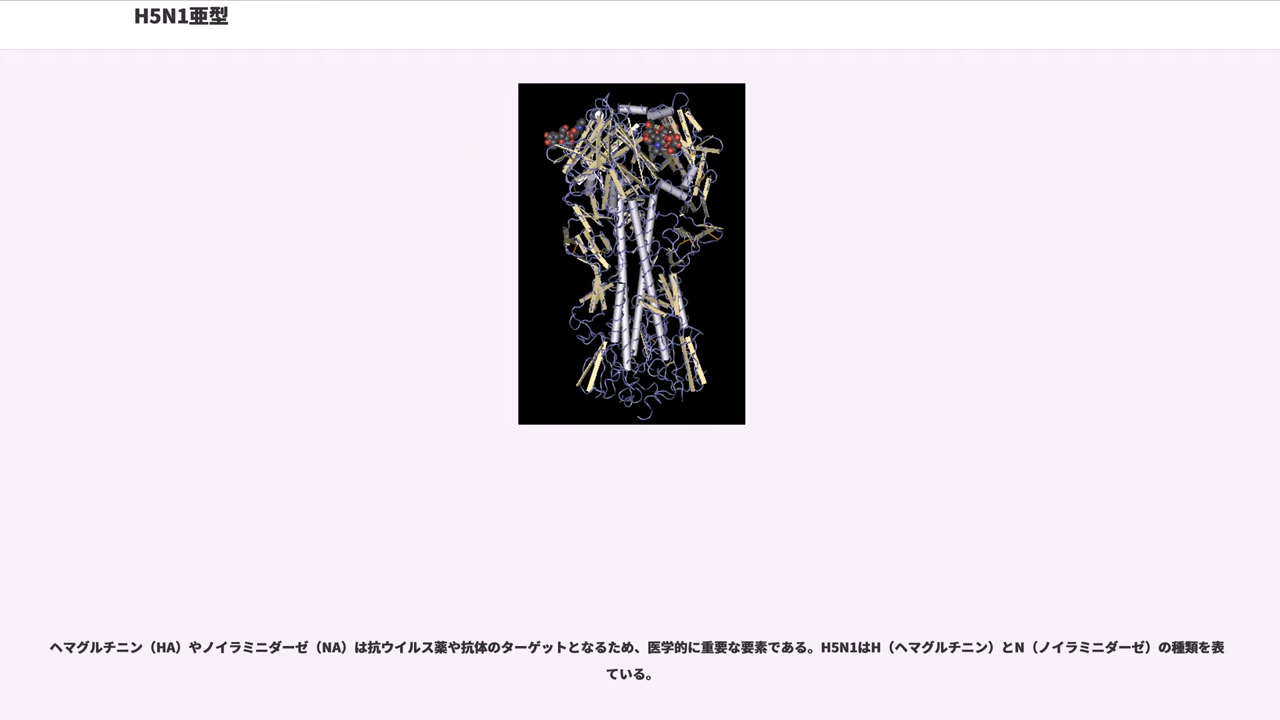 H5N1亜型
ヘマグルチニン（HA）やノイラミニダーゼ（NA）は抗ウイルス薬や抗体のターゲットとなるため、医学的に重要な要素である。H5N1はH（ヘマグルチニン）とN（ノイラミニダーゼ）の種類を表
ている。